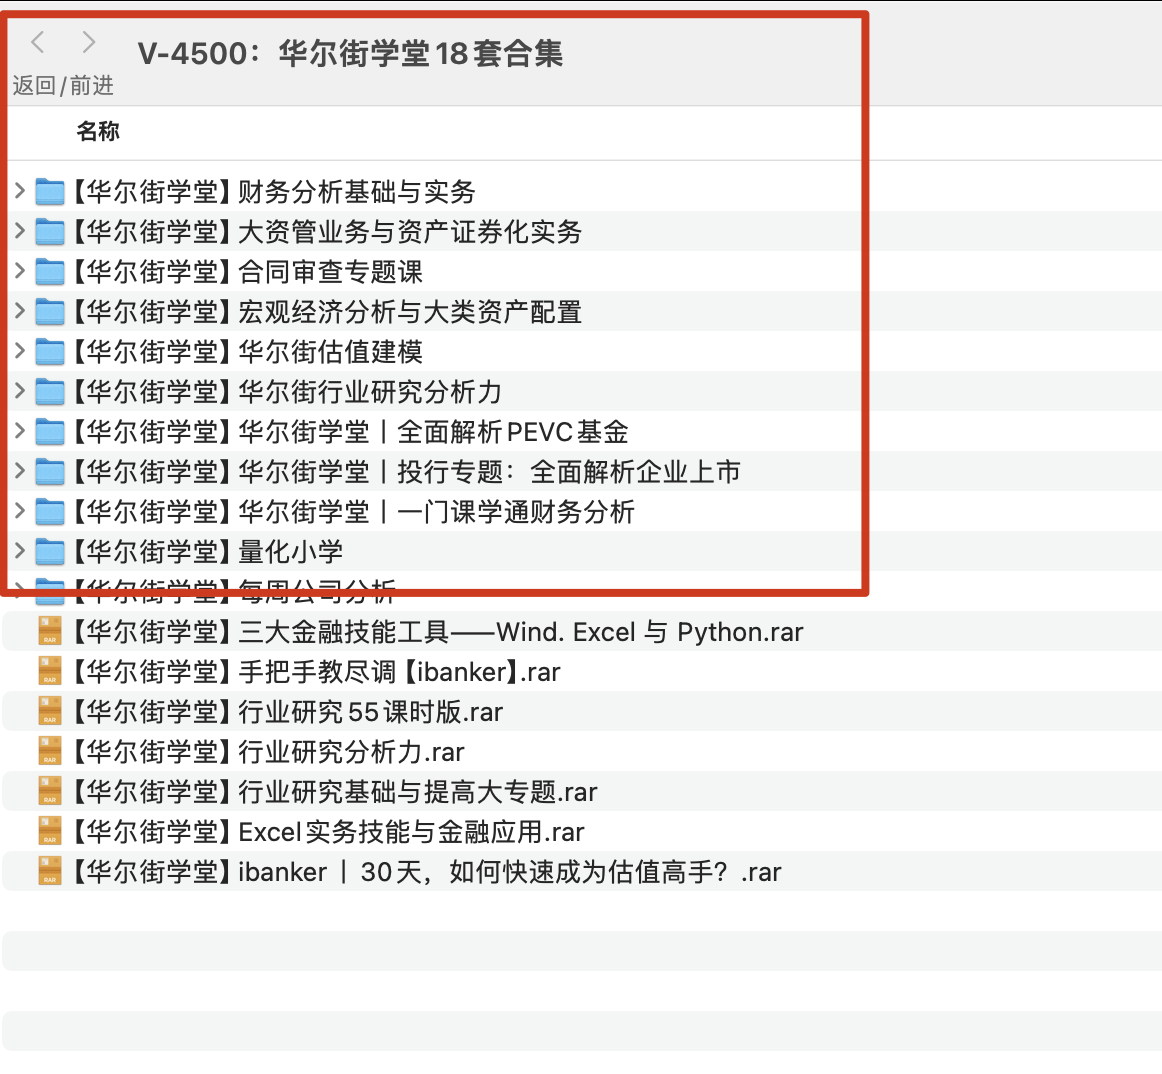 V-4500：华尔街学堂18套合集
返回/前进
名称
【华尔街学堂】财务分析基础与实务
【华尔街学堂】大资管业务与资产证券化实务
【华尔街学堂】合同审查专题课
【华尔街学堂】宏观经济分析与大类资产配置
【华尔街学堂】华尔街估值建模
【华尔街学堂】华尔街行业研究分析力
【华尔街学堂】华尔街学堂丨全面解析PEVC基金
【华尔街学堂】华尔街学堂丨投行专题：全面解析企业上市
【华尔街学堂】华尔街学堂丨一门课学通财务分析
【华尔街学堂】量化小学
【华尔街学堂】每周公司分析
【华尔街学堂】三大金融技能工具——Wind. Excel 与 Python.rar
【华尔街学堂】手把手教尽调【ibanker】.rar
【华尔街学堂】行业研究55课时版.rar
【华尔街学堂】行业研究分析力.rar
【华尔街学堂】行业研究基础与提高大专题.rar
【华尔街学堂】Excel实务技能与金融应用.rar
【华尔街学堂】ibanker丨30天，如何快速成为估值高手？.rar
RAR
RAR
RAR
RAR
RAR
RAR
RAR